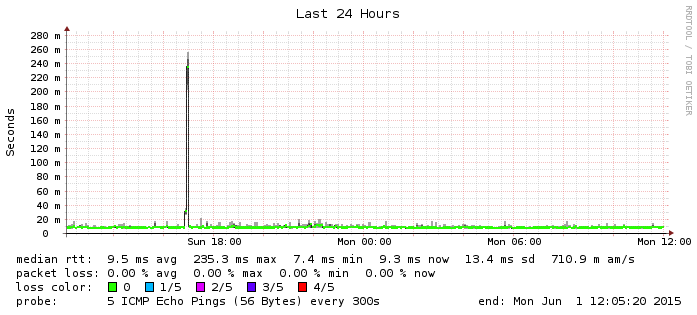 Last 24 Hours
RRDTOOL / TOBI OETIKER
Seconds
280 m
260 m
240 m
220 m
200 m
180 m
160 m
140 m
120 m
100 m
80 m
60 m
40 m
20 m
0
Sun 18:00 Mon 00:00 Mon 06:00 Mon 12:00
median rtt: 9.5 ms avg 235.3 ms max 7.4 ms min 9.3 ms now 13.4 ms sd 710.9 m am/s
packet loss: 0.00 % avg 0.00 % max 0.00 % min 0.00 % now
loss color: 0 1/5 2/5 3/5 4/5
probe: 5 ICMP Echo Pings (56 Bytes) every 300s end: Mon Jun 1 12:05:20 2015